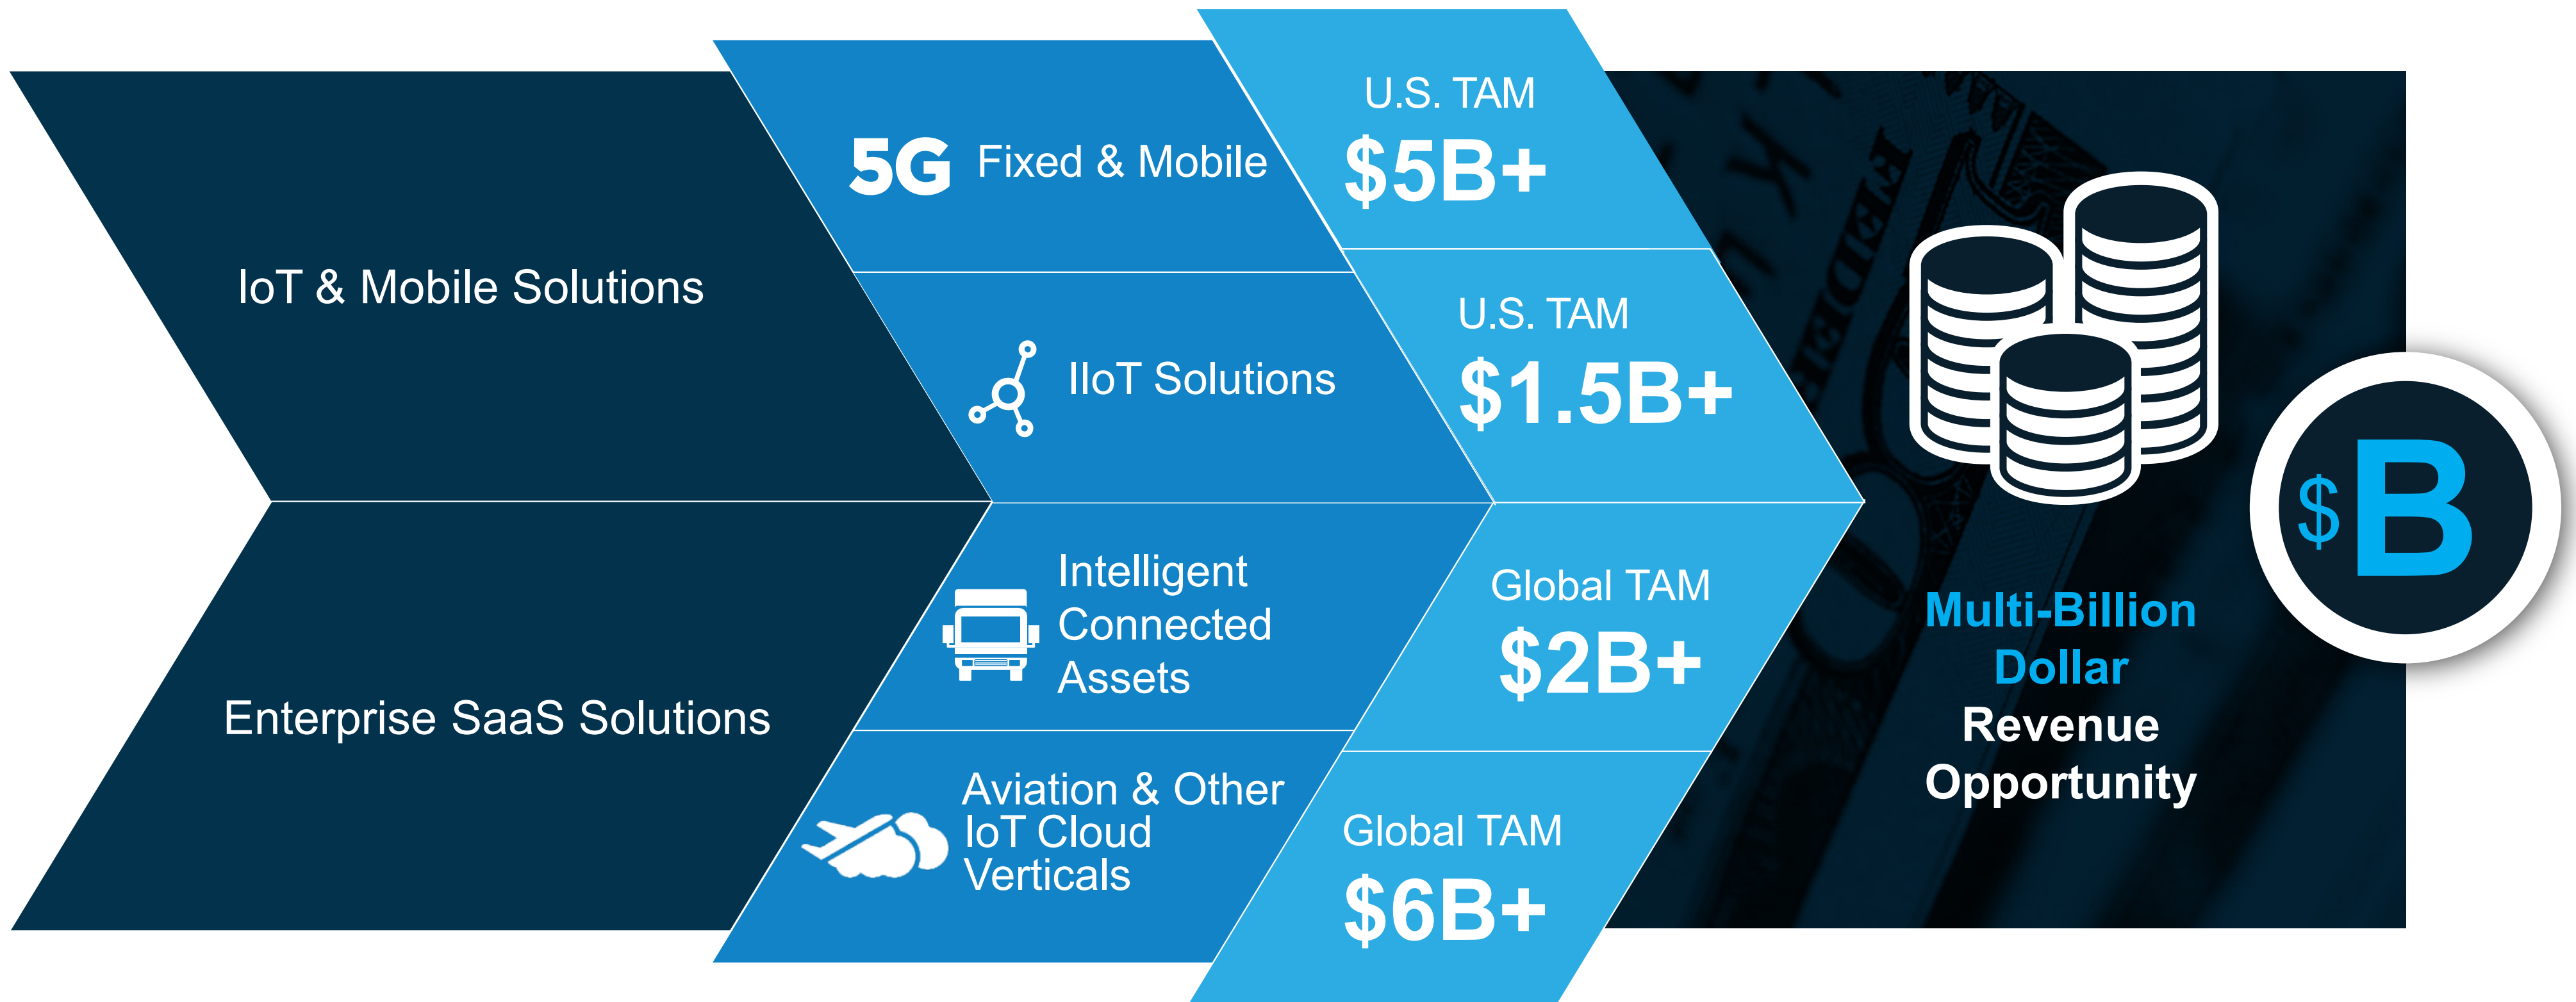 IoT & Mobile Solutions
5G Fixed & Mobile
U.S. TAM
$5B+
IIoT Solutions
U.S. TAM
$1.5B+
Enterprise SaaS Solutions
Intelligent
Connected
Assets
Global TAM
$2B+
Aviation & Other
IoT Cloud
Verticals
Global TAM
$6B+
Multi-Billion
Dollar
Revenue
Opportunity
$B